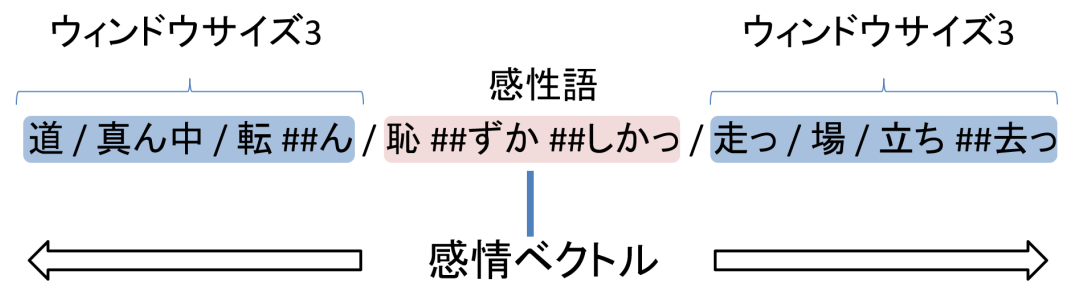 ウィンドウサイズ3
ウィンドウサイズ3
感性語
道 / 真ん中 / 転 ##ん / 恥 ##ずか ##しかっ / 走っ / 場 / 立ち ##去っ
感情ベクトル